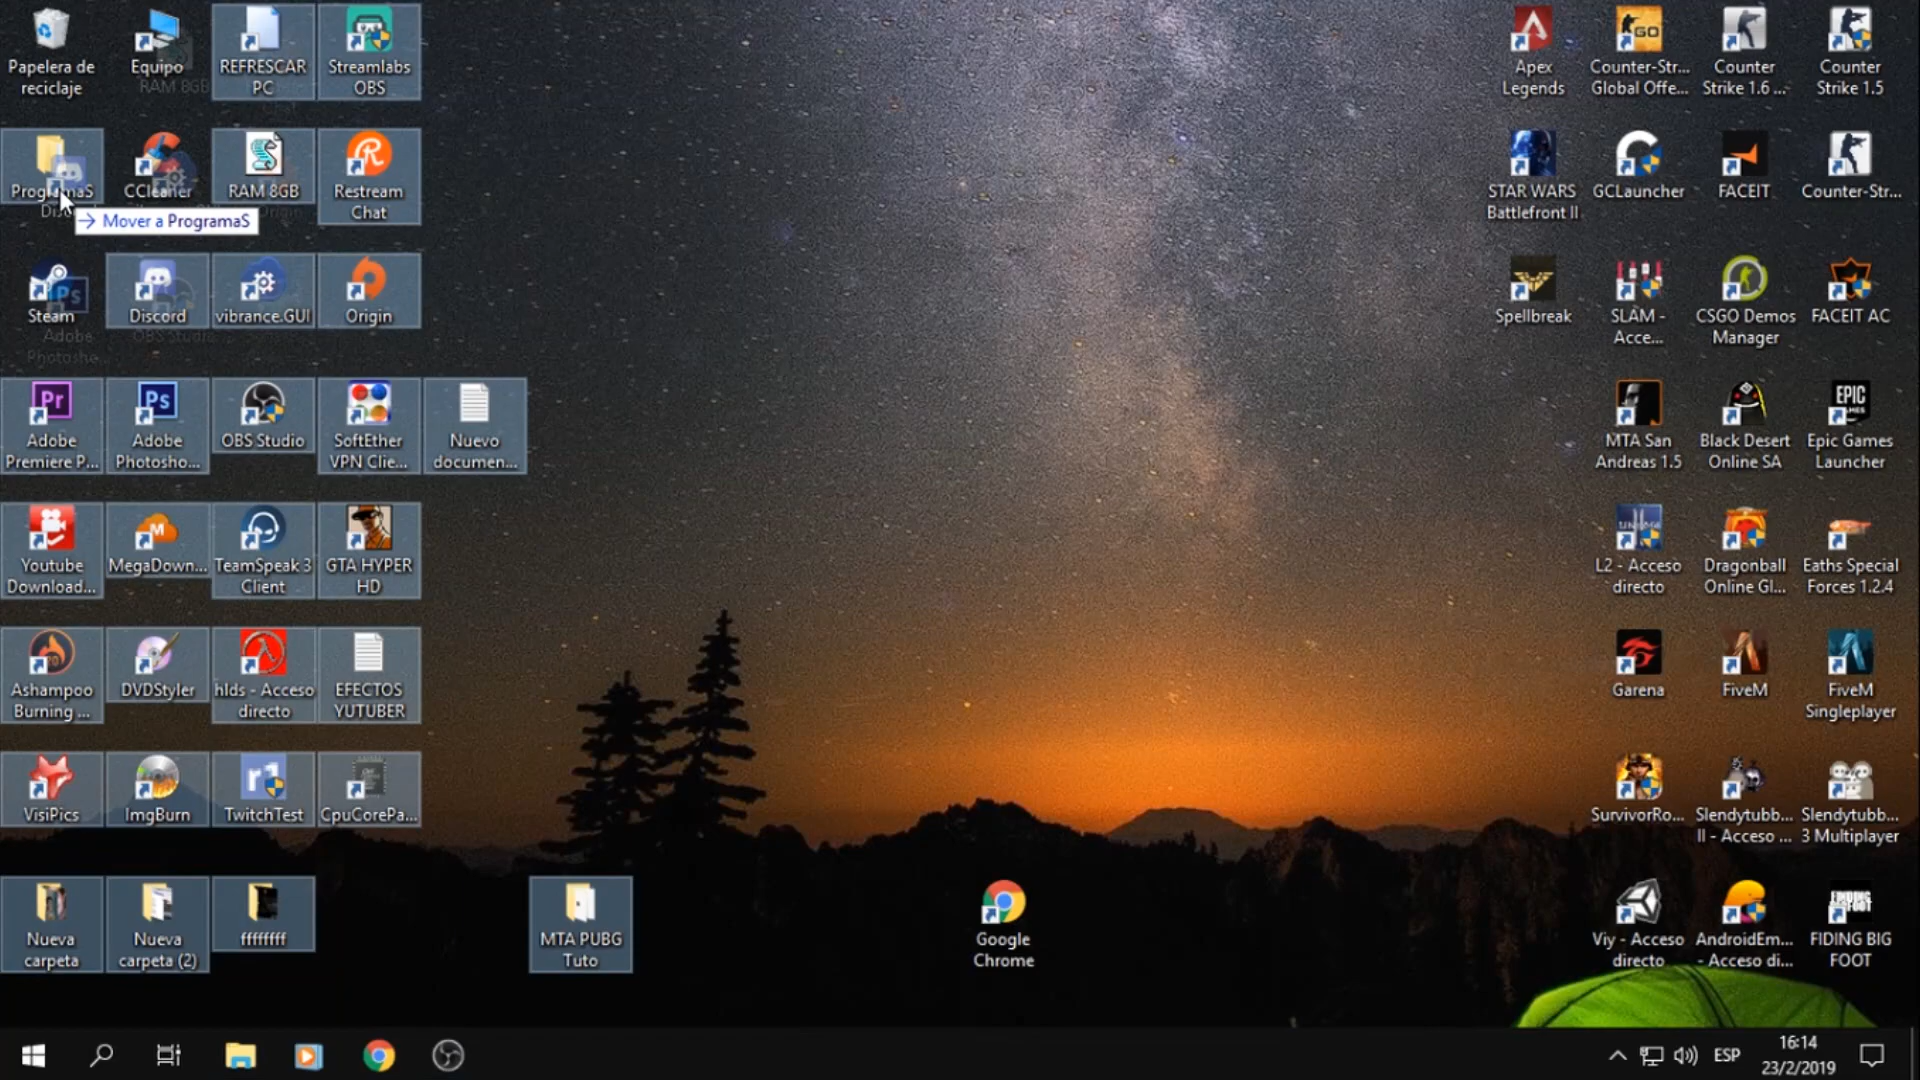 Papelera de
reciclaje
Equipo
RAM 8GB
REFRESCAR
PC
Streamlabs
OBS
ProgramaS
CCleaner
RAM 8GB
Restream
Chat
→ Mover a ProgramaS
Steam
Discord
vibrance.GUI
Origin
Adobe
Photosho...
OBS Studio
Adobe
Premiere P...
Adobe
Photosho...
OBS Studio
SoftEther
VPN Clie...
Nuevo
documen...
Youtube
Download...
MegaDown...
TeamSpeak 3
Client
GTA HYPER
HD
Ashampoo
Burning ...
DVDStyler
hlds - Acceso
directo
EFECTOS
YUTUBER
VisiPics
ImgBurn
TwitchTest
CpuCorePa...
Nueva
carpeta
Nueva
carpeta (2)
ffffffff
MTA PUBG
Tuto
Google
Chrome
Apex
Legends
Counter-Str...
Global Offe...
Counter
Strike 1.6 ...
Counter
Strike 1.5
STAR WARS
Battlefront II
GCLauncher
FACEIT
Counter-Str...
Spellbreak
SLAM -
Acce...
CSGO Demos
Manager
FACEIT AC
MTA San
Andreas 1.5
Black Desert
Online SA
Epic Games
Launcher
L2 - Acceso
directo
Dragonball
Online Gl...
Eaths Special
Forces 1.2.4
Garena
FiveM
FiveM
Singleplayer
SurvivorRo...
Slendytubb...
II - Acceso ...
Slendytubb...
3 Multiplayer
Viy - Acceso
directo
AndroidEm...
- Acceso di...
FIDING BIG
FOOT
ESP
16:14
23/2/2019